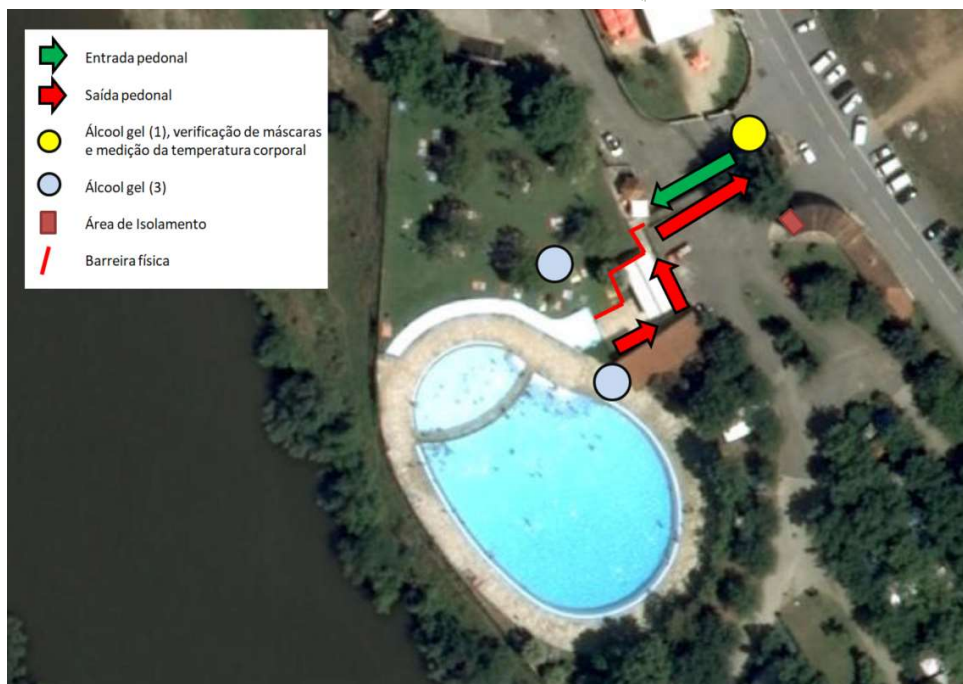 Entrada pedonal
Saída pedonal
Álcool gel (1), verificação de máscaras
e medição da temperatura corporal
Álcool gel (3)
Área de Isolamento
Barreira física